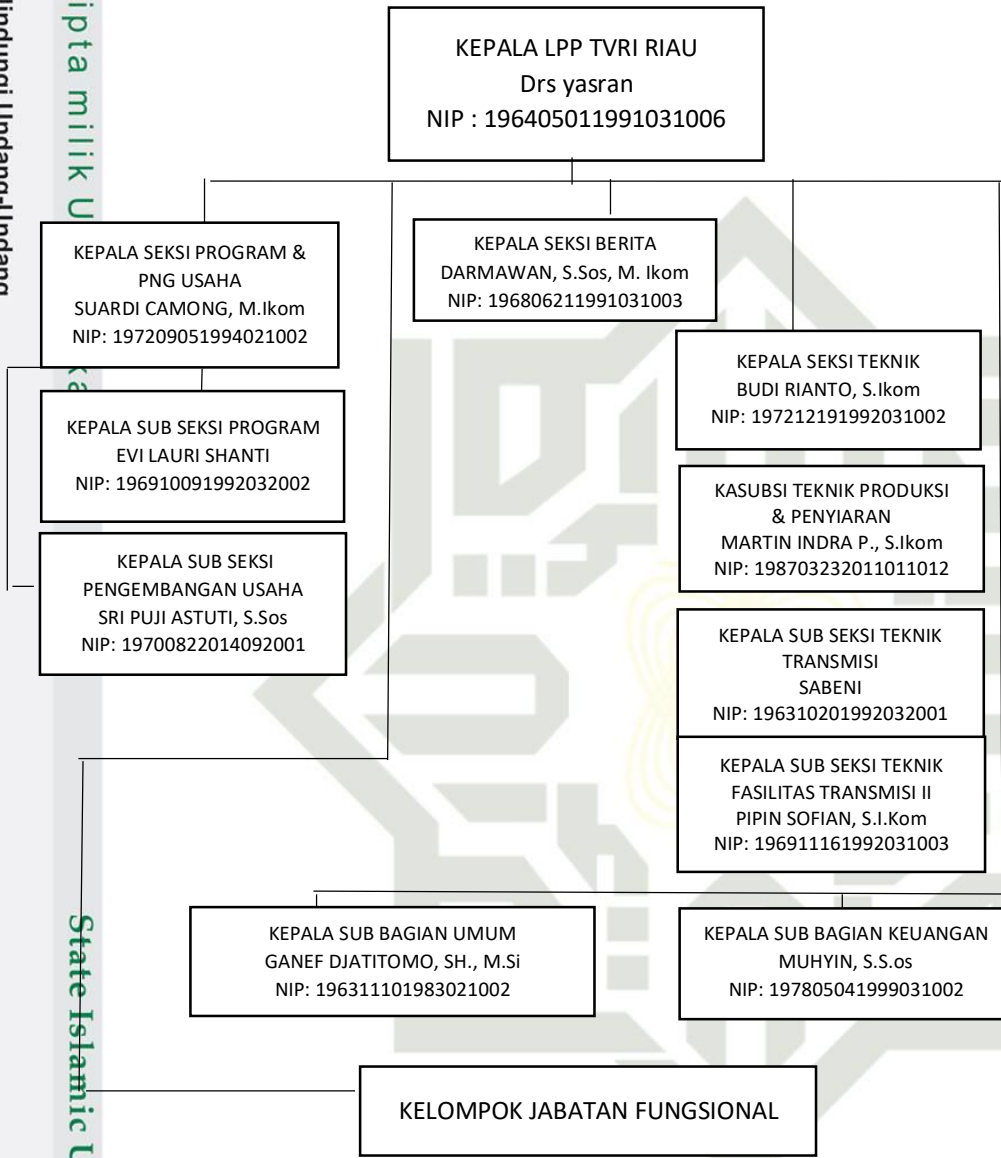 KEPALA LPP TVRI RIAU
Drs yasran
NIP : 196405011991031006
KEPALA SEKSI PROGRAM &
PNG USAHA
SUARDI CAMONG, M.Ikom
NIP: 197209051994021002
KEPALA SEKSI BERITA
DARMAWAN, S.Sos, M. Ikom
NIP: 196806211991031003
KEPALA SEKSI TEKNIK
BUDI RIANTO, S.Ikom
NIP: 197212191992031002
KEPALA SUB SEKSI PROGRAM
EVI LAURI SHANTI
NIP: 196910091992032002
KASUBSI TEKNIK PRODUKSI
& PENYIARAN
MARTIN INDRA P., S.Ikom
NIP: 198703232011011012
KEPALA SUB SEKSI
PENGEMBANGAN USAHA
SRI PUJI ASTUTI, S.Sos
NIP: 19700822014092001
KEPALA SUB SEKSI TEKNIK
TRANSMISI
SABENI
NIP: 196310201992032001
KEPALA SUB SEKSI TEKNIK
FASILITAS TRANSMISI II
PIPIN SOFIAN, S.I.Kom
NIP: 196911161992031003
KEPALA SUB BAGIAN UMUM
GANEF DJATITOMO, SH., M.Si
NIP: 196311101983021002
KEPALA SUB BAGIAN KEUANGAN
MUHYIN, S.S.os
NIP: 197805041999031002
KELOMPOK JABATAN FUNGSIONAL
lindungi Undang-Undang
ipta milik U
ka
State Islamic U